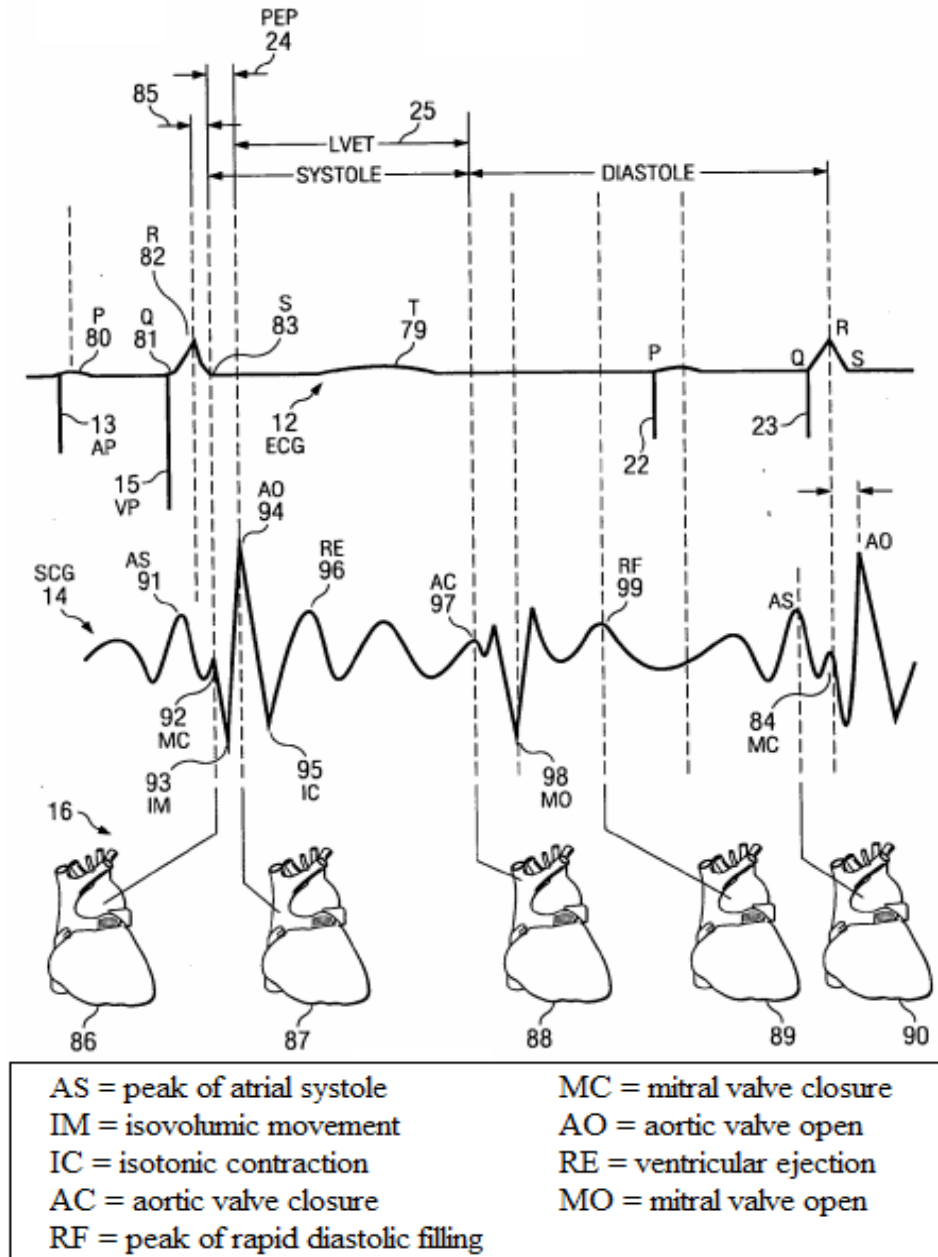 PEP
24
85
25
LVET
SYSTOLE
DIASTOLE
R
82
P
80
Q
81
S
83
T
79
P
Q
R
S
13
AP
12
ECG
22
23
15
VP
AO
94
AS
91
RE
96
AC
97
RF
99
AS
AO
SCG
14
92
MC
93
IM
95
IC
98
MO
84
MC
16
86
87
88
89
90
AS = peak of atrial systole
MC = mitral valve closure
IM = isovolumic movement
AO = aortic valve open
IC = isotonic contraction
RE = ventricular ejection
AC = aortic valve closure
MO = mitral valve open
RF = peak of rapid diastolic filling